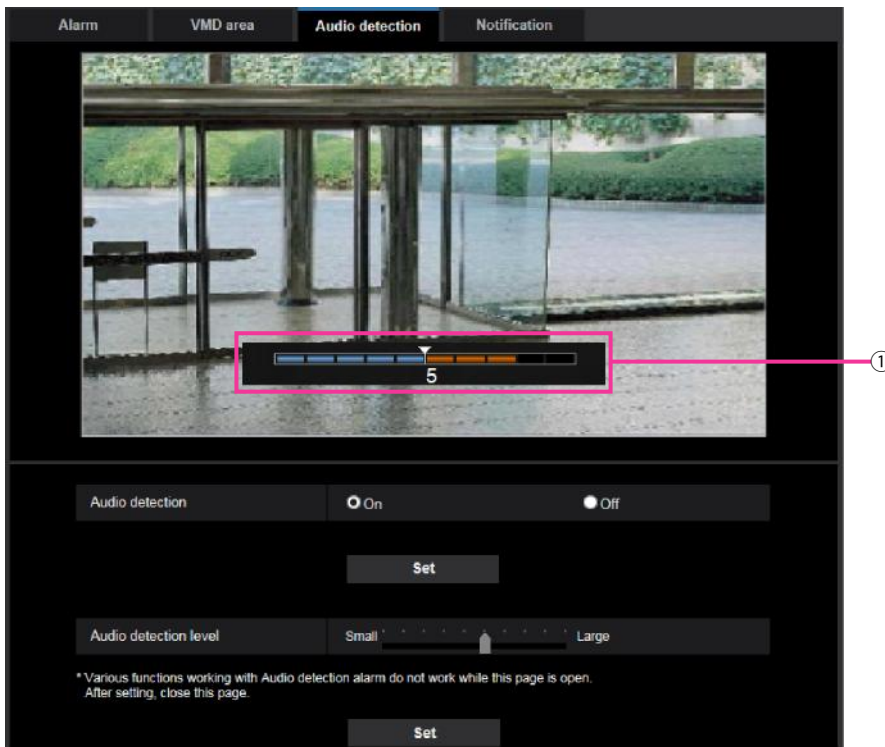 Alarm VMD area Audio detection Notification
5
①
Audio detection On Off
Set
Audio detection level Small Large
* Various functions working with Audio detection alarm do not work while this page is open.
After setting, close this page.
Set